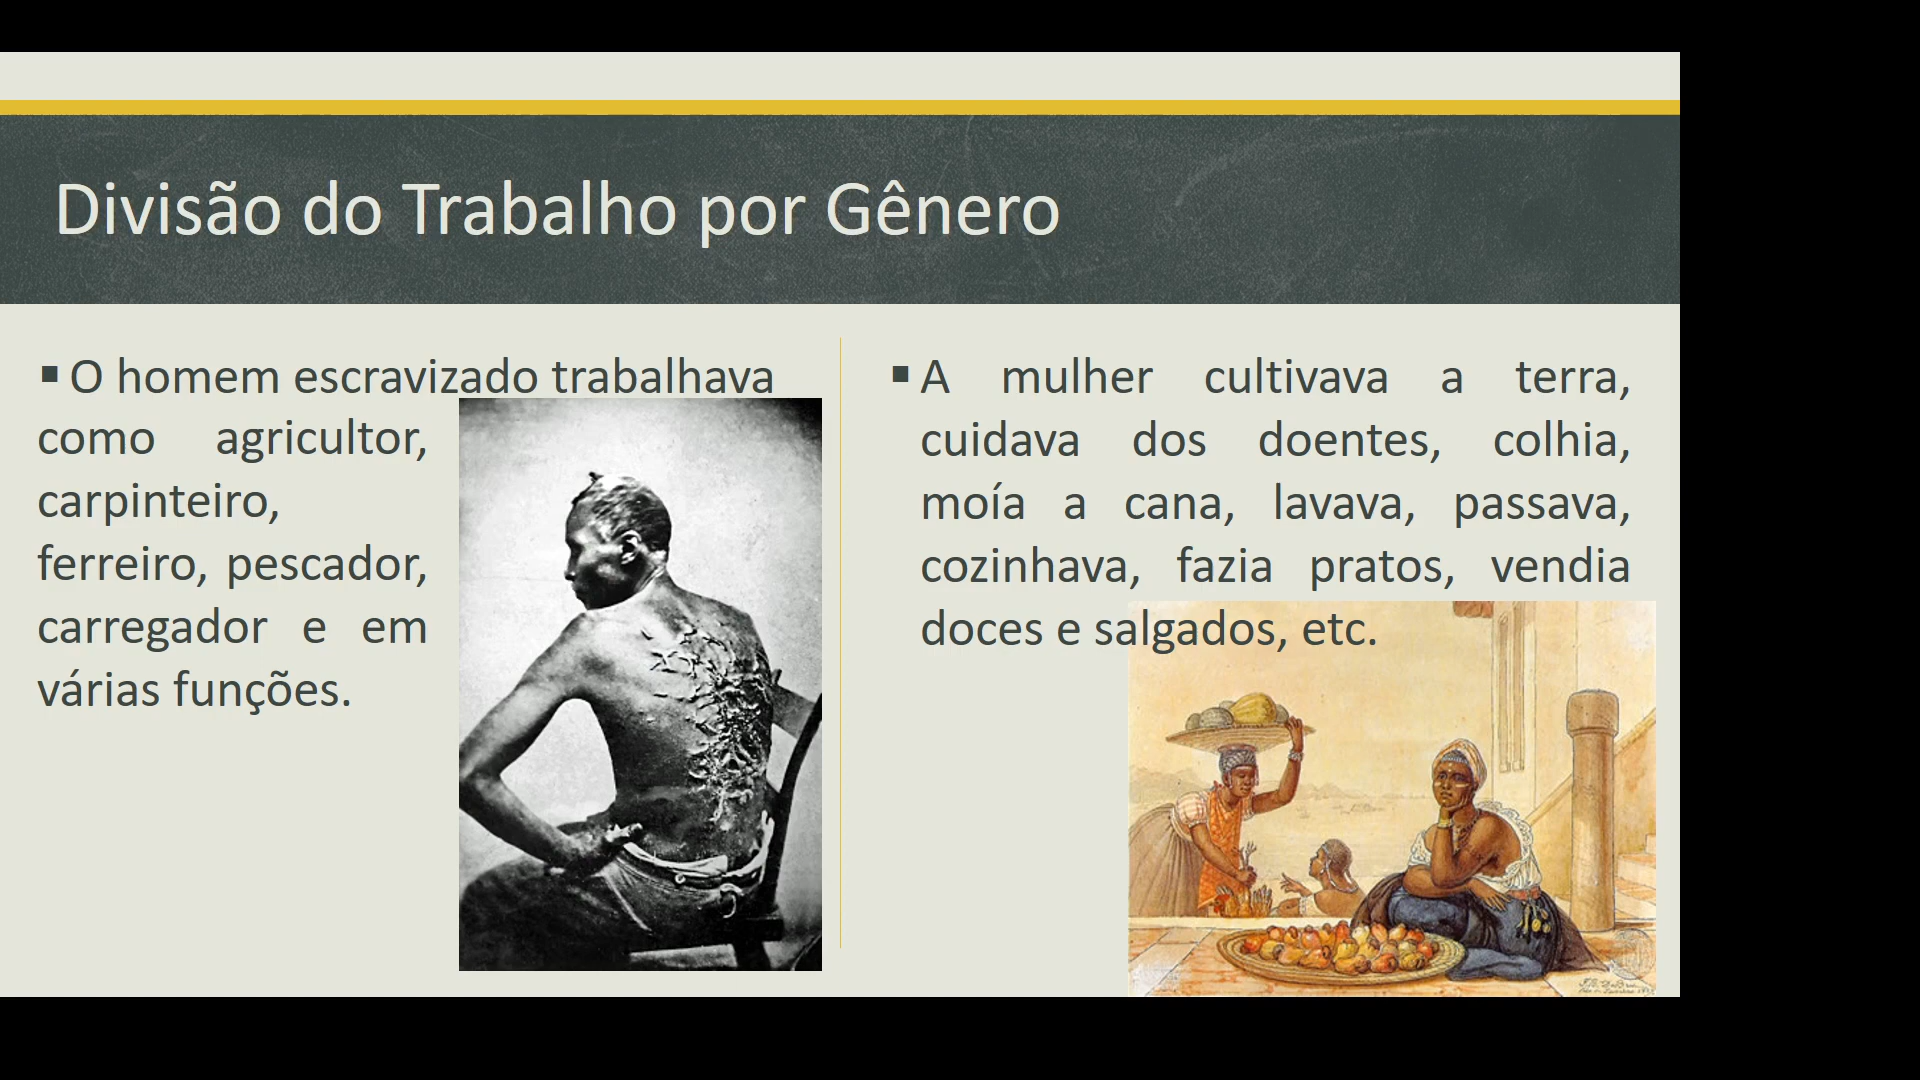 Divisão do Trabalho por Gênero
▪ O homem escravizado trabalhava
como agricultor,
carpinteiro,
ferreiro, pescador,
carregador e em
várias funções.
▪ A mulher cultivava a terra,
cuidava dos doentes, colhia,
moía a cana, lavava, passava,
cozinhava, fazia pratos, vendia
doces e salgados, etc.